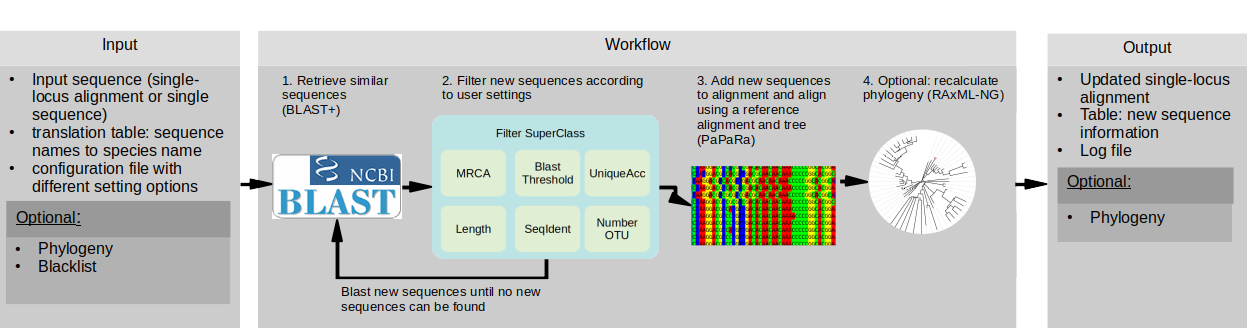 Input
• Input sequence (single-
locus alignment or single
sequence)
• translation table: sequence
names to species name
• configuration file with
different setting options
Optional:
• Phylogeny
• Blacklist
Workflow
1. Retrieve similar
sequences
(BLAST+)
NCBI
BLAST
2. Filter new sequences according
to user settings
Filter SuperClass
MRCA
Blast
Threshold
UniqueAcc
Length
SeqIdent
Number
OTU
Blast new sequences until no new
sequences can be found
3. Add new sequences
to alignment and align
using a reference
alignment and tree
(PaPaRa)
4. Optional: recalculate
phylogeny (RAxML-NG)
Output
• Updated single-locus
alignment
• Table: new sequence
information
• Log file
Optional:
• Phylogeny